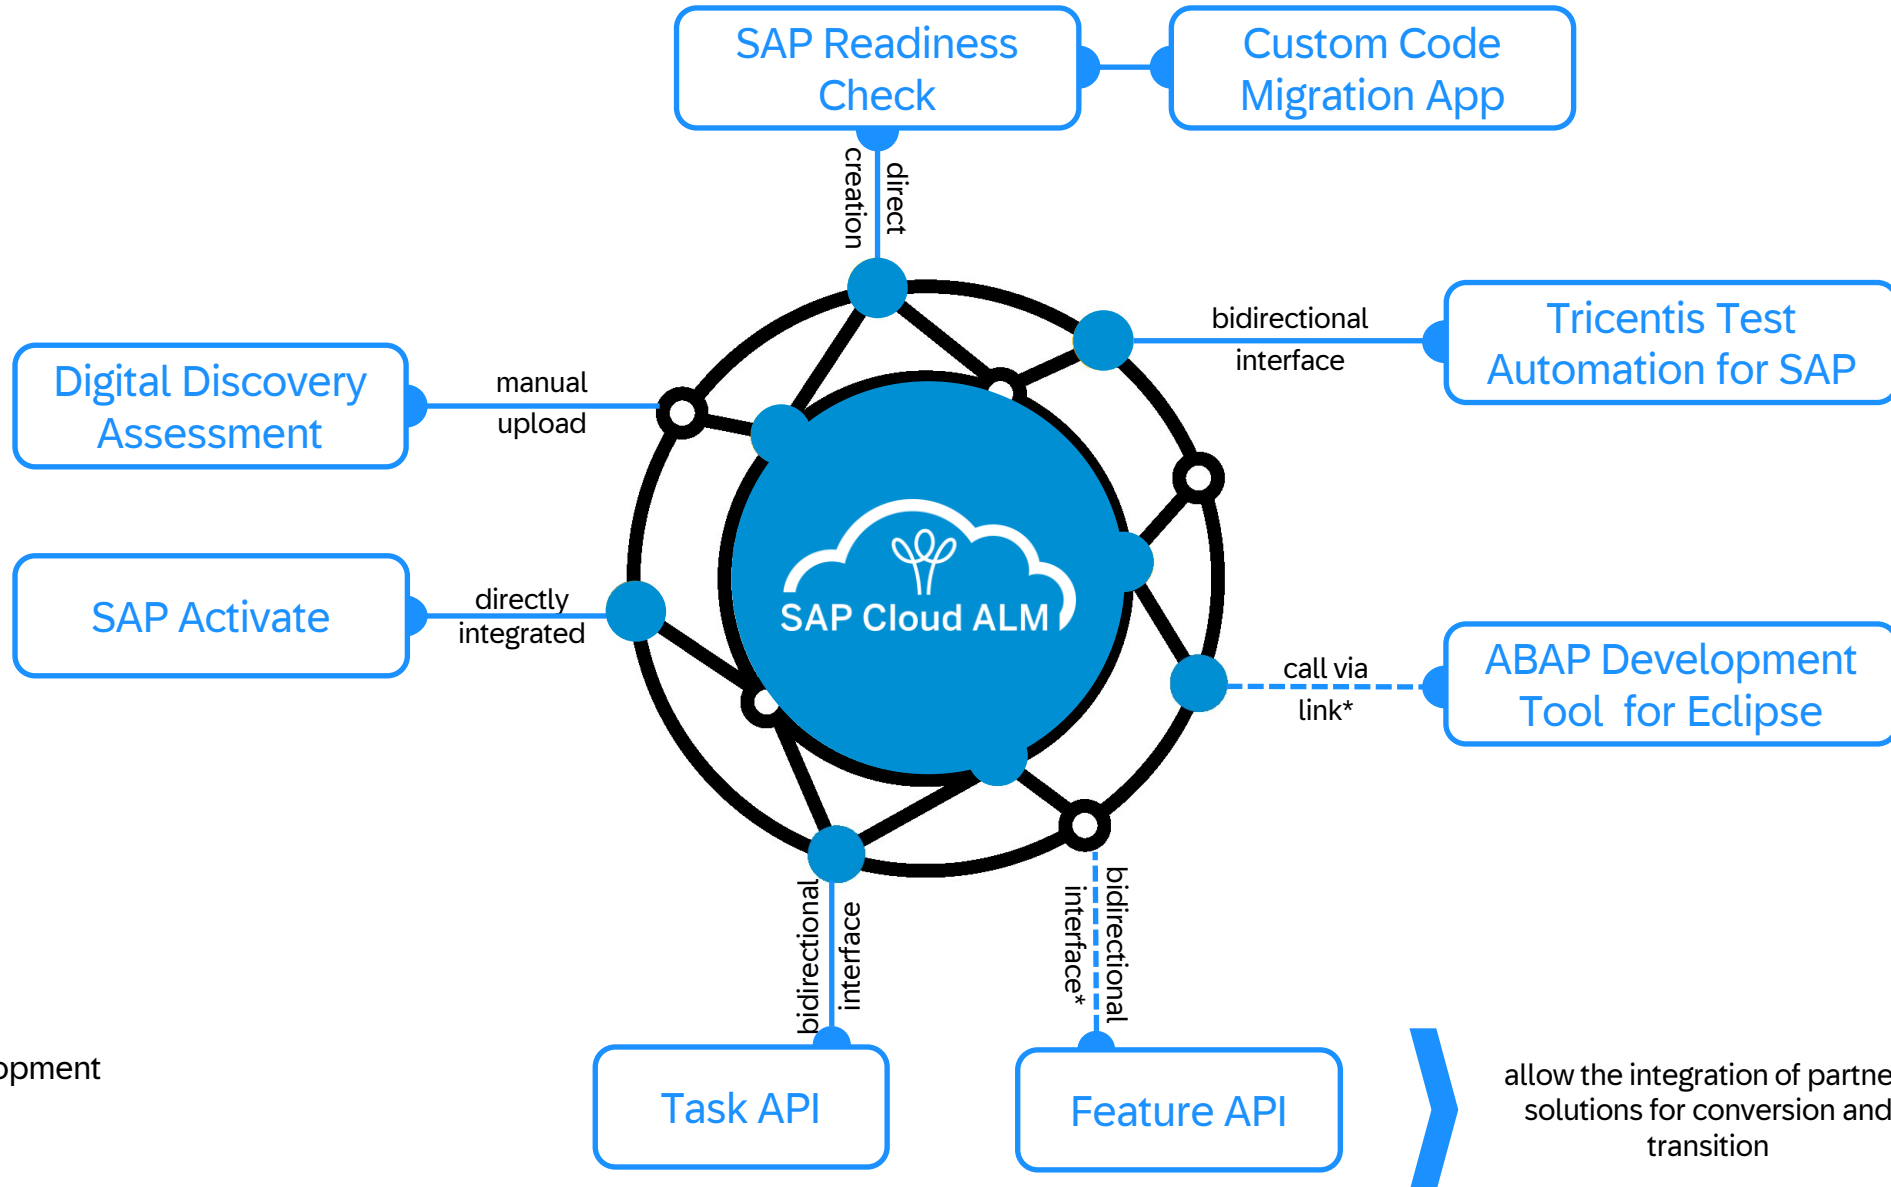 SAP Readiness
Check
Custom Code
Migration App
direct
creation
bidirectional
interface
Tricentis Test
Automation for SAP
Digital Discovery
Assessment
manual
upload
SAP Cloud ALM
SAP Activate
directly
integrated
call via
link*
ABAP Development
Tool for Eclipse
bidirectional
interface
bidirectional
interface*
Task API
Feature API
allow the integration of
solutions for conversion and
transition